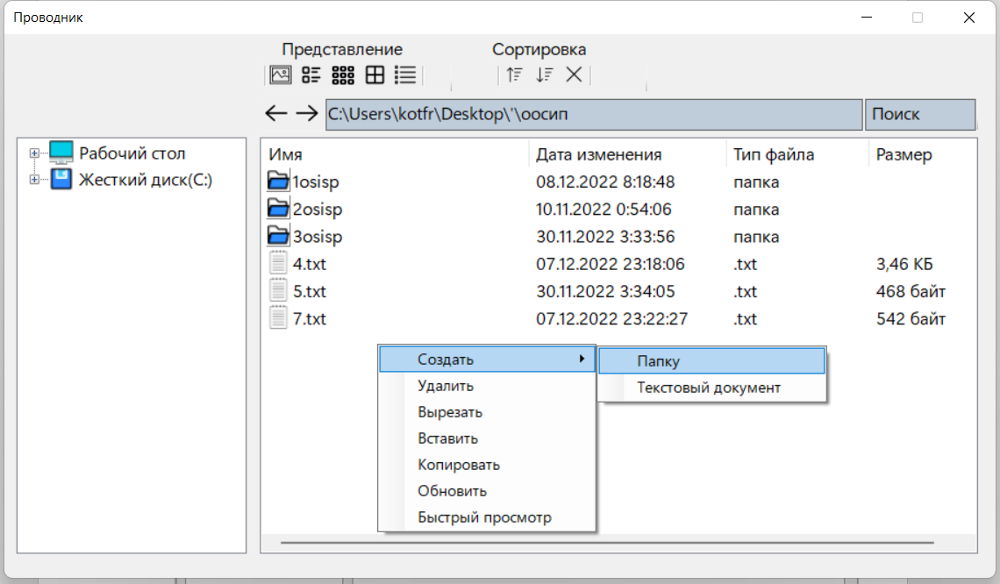 Проводник
Представление Сортировка
C:\Users\kotfr\Desktop\'\оосип Поиск
Рабочий стол
Жесткий диск(C:)
Имя Дата изменения Тип файла Размер
1osisp 08.12.2022 8:18:48 папка
2osisp 10.11.2022 0:54:06 папка
3osisp 30.11.2022 3:33:56 папка
4.txt 07.12.2022 23:18:06 .txt 3,46 КБ
5.txt 30.11.2022 3:34:05 .txt 468 байт
7.txt 07.12.2022 23:22:27 .txt 542 байт
Создать
Удалить
Вырезать
Вставить
Копировать
Обновить
Быстрый просмотр
Папку
Текстовый документ